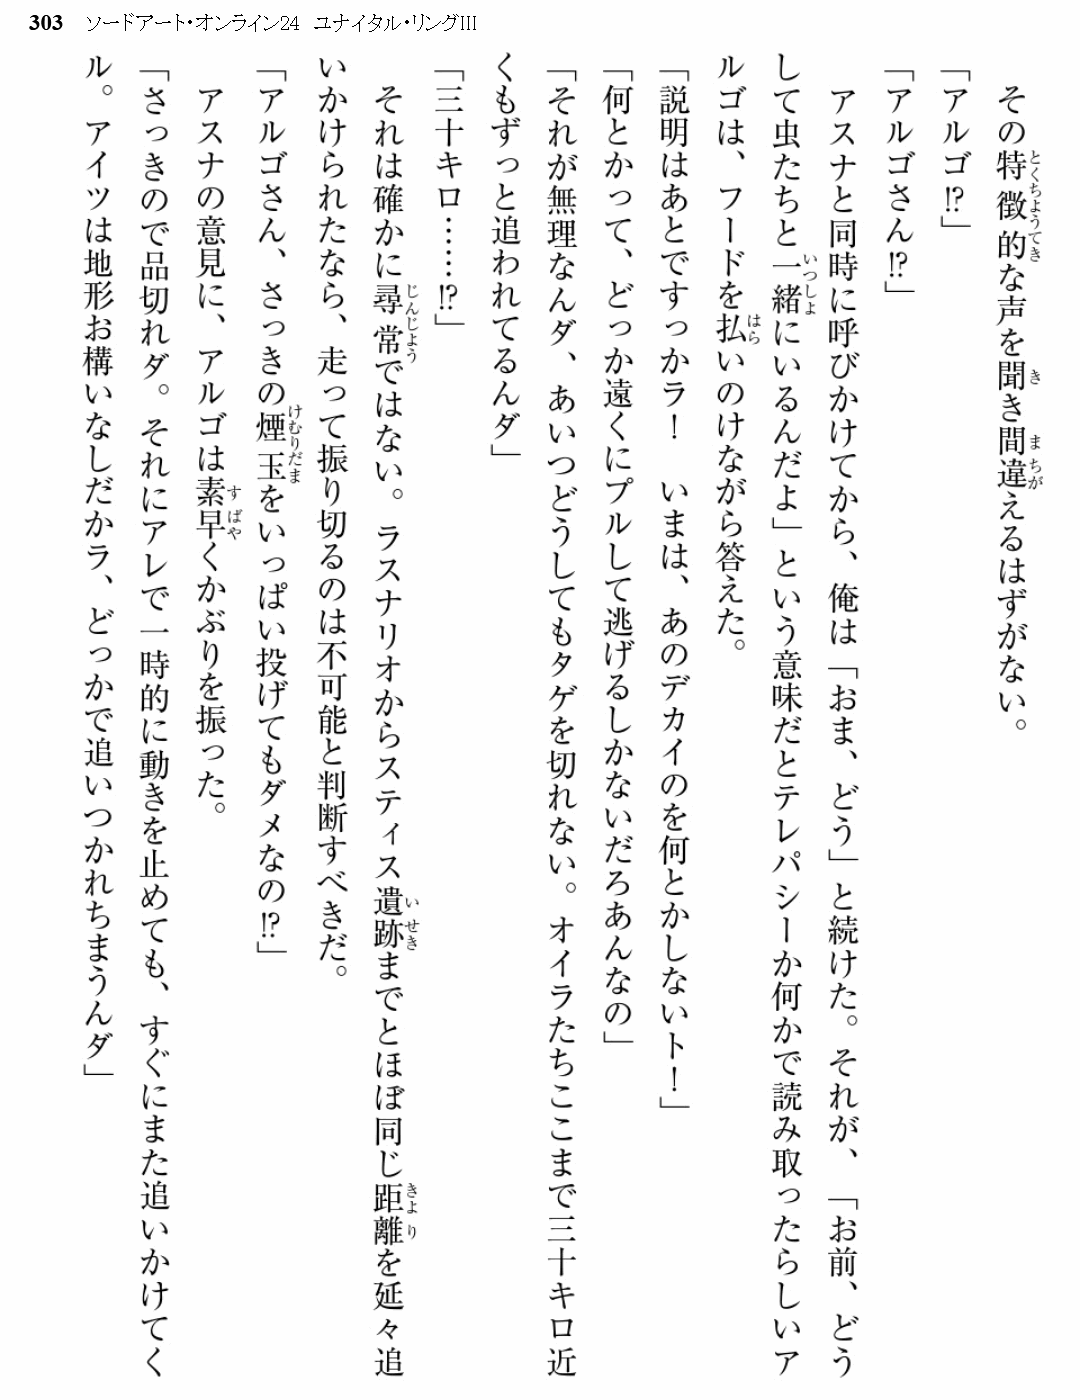 303 ソードアート・オンライン24 ユナイタル・リングIII
　その特徴的な声を聞き間違えるはずがない。
「アルゴ!?」
「アルゴさん!?」
　アスナと同時に呼びかけてから、俺は「おま、どう」と続けた。それが、「お前、どう
して虫たちと一緒にいるんだよ」という意味だとテレパシーか何かで読み取ったらしいア
ルゴは、フードを払いのけながら答えた。
「説明はあとですっカラ！　いまは、あのデカイのを何とかしないト！」
「何とかって、どっか遠くにプルして逃げるしかないだろあんなの」
「それが無理なんダ、あいつどうしてもタゲを切れない。オイラたちここまで三十キロ近
くもずっと追われてるんダ」
「三十キロ……!?」
　それは確かに尋常ではない。ラスナリオからスティス遺跡までとほぼ同じ距離を延々追
いかけられたなら、走って振り切るのは不可能と判断すべきだ。
「アルゴさん、さっきの煙玉をいっぱい投げてもダメなの!?」
　アスナの意見に、アルゴは素早くかぶりを振った。
「さっきので品切れダ。それにアレで一時的に動きを止めても、すぐにまた追いかけてく
ル。アイツは地形お構いなしだかラ、どっかで追いつかれちまうんダ」